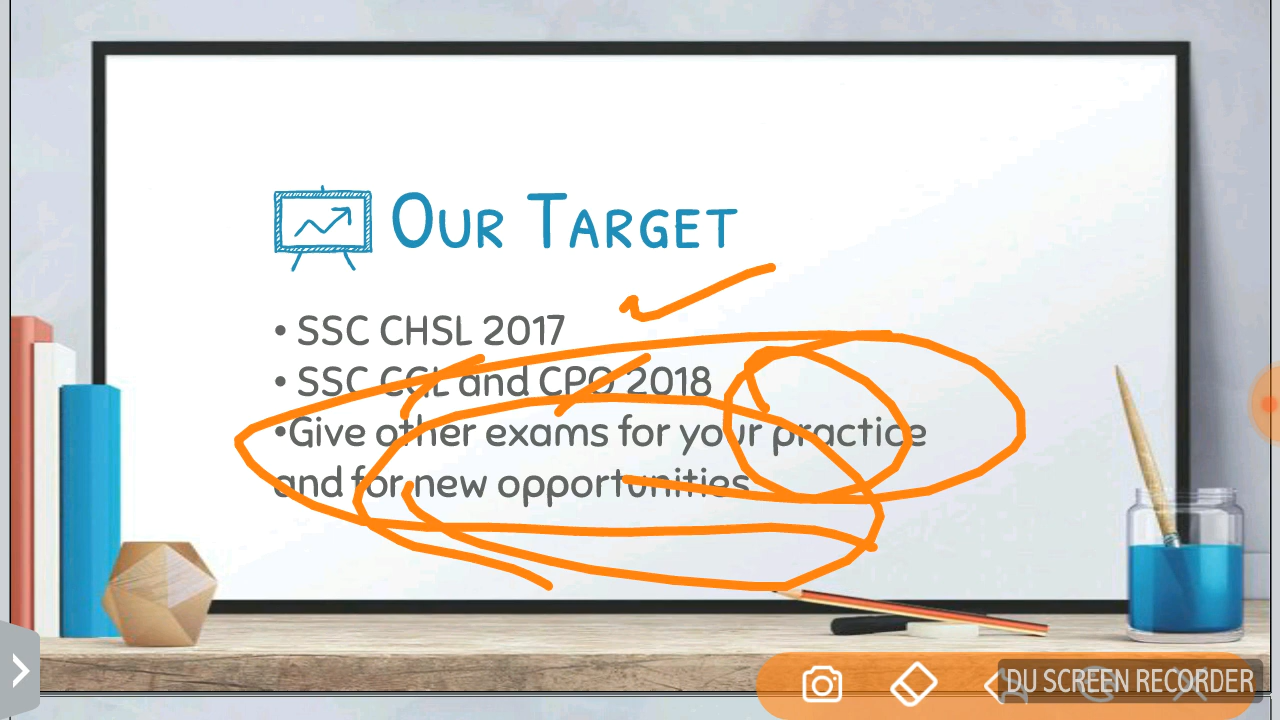 OUR TARGET
• SSC CHSL 2017
• SSC CGL and CPO 2018
•Give other exams for your practice
and for new opportunities
DU SCREEN RECORDER